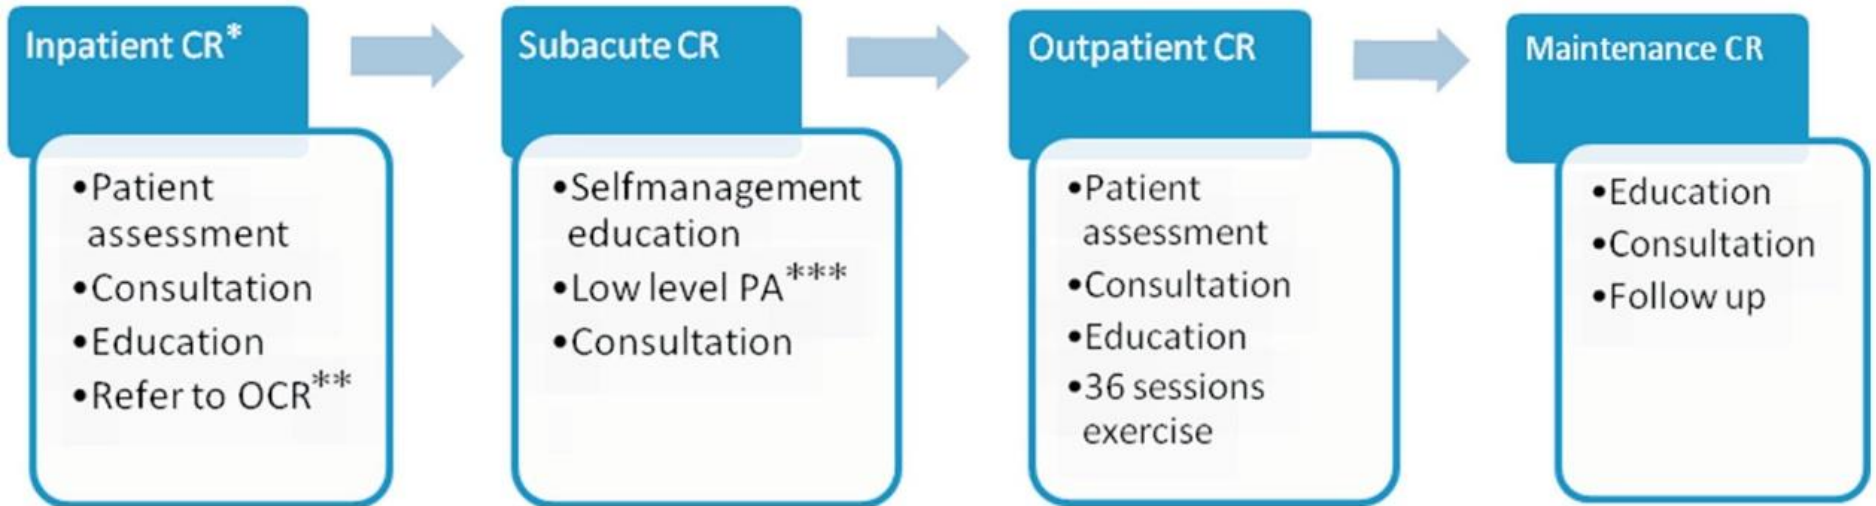 Inpatient CR*
•Patient
assessment
•Consultation
•Education
•Refer to OCR**
Subacute CR
•Selfmanagement
education
•Low level PA***
•Consultation
Outpatient CR
•Patient
assessment
•Consultation
•Education
•36 sessions
exercise
Maintenance CR
•Education
•Consultation
•Follow up